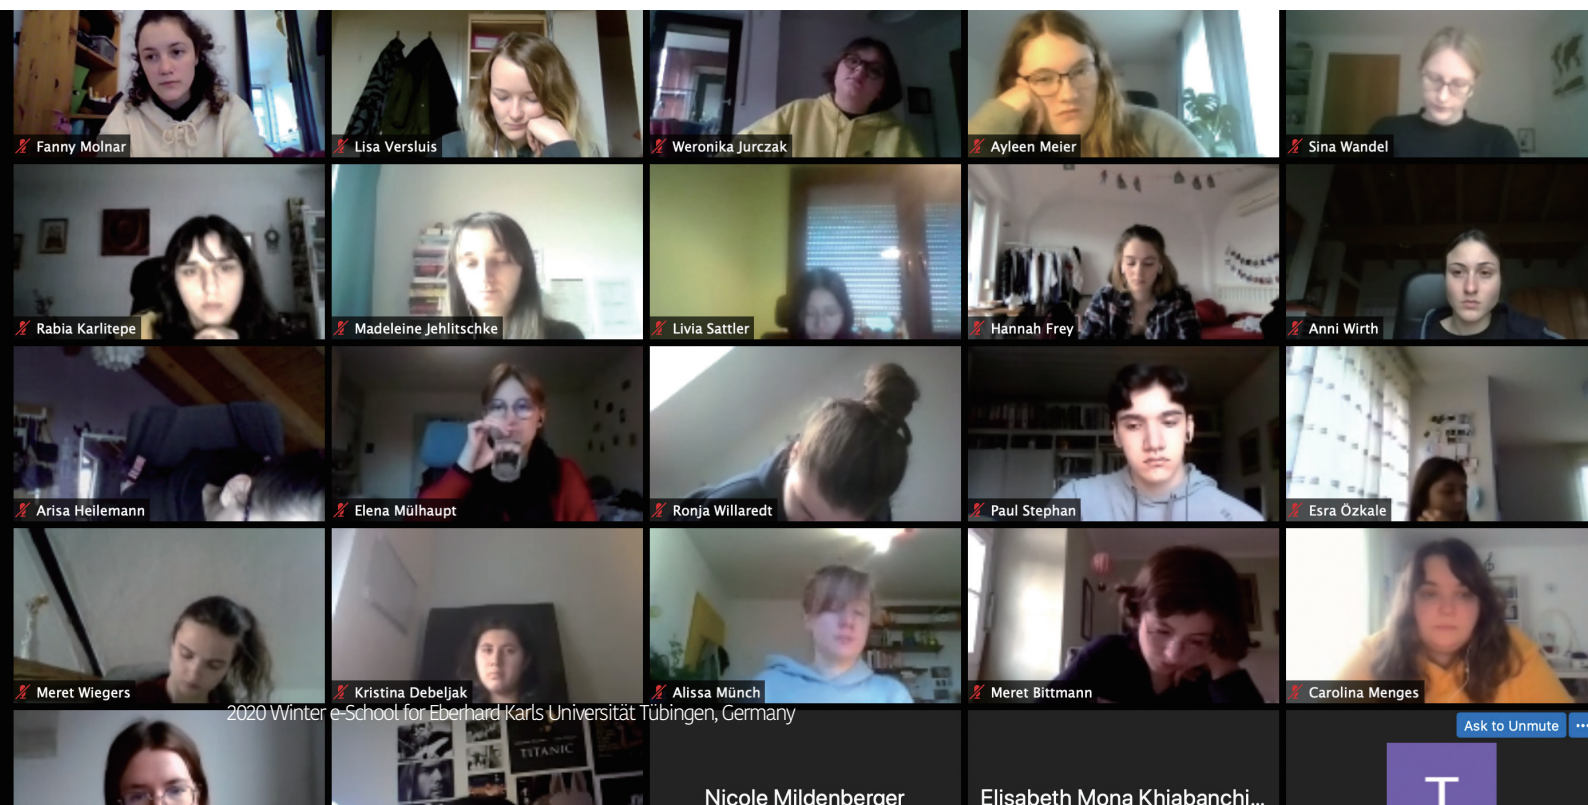 Fanny Molnar
Lisa Versluis
Weronika Jurczak
Ayleen Meier
Sina Wandel
Rabia Karlitepe
Madeleine Jehlitschke
Livia Sattler
Hannah Frey
Anni Wirth
Arisa Heilemann
Elena Mülhaupt
Ronja Willaredt
Paul Stephan
Esra Özkale
Meret Wiegers
Kristina Debeljak
Alissa Münch
Meret Bittmann
Carolina Menges
2020 Winter e-School for Eberhard Karls Universität Tübingen, Germany
Ask to Unmute
TITANIC
Nicole Mildenberger
Elisabeth Mona Khiabanchi...
T